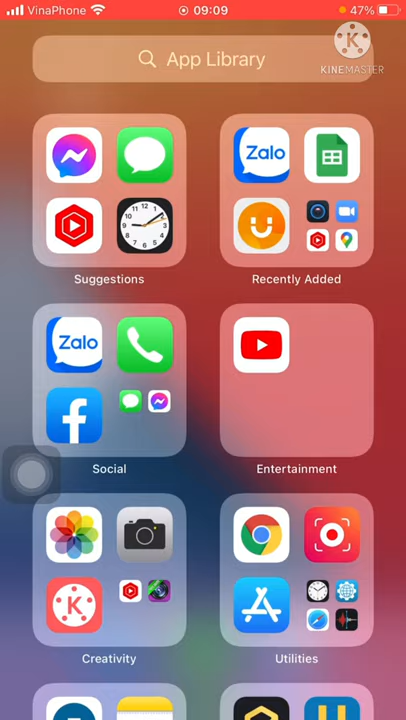 VinaPhone 09:09 47%
KINEMASTER
App Library
Zalo
Suggestions Recently Added
Zalo
Social Entertainment
Creativity Utilities